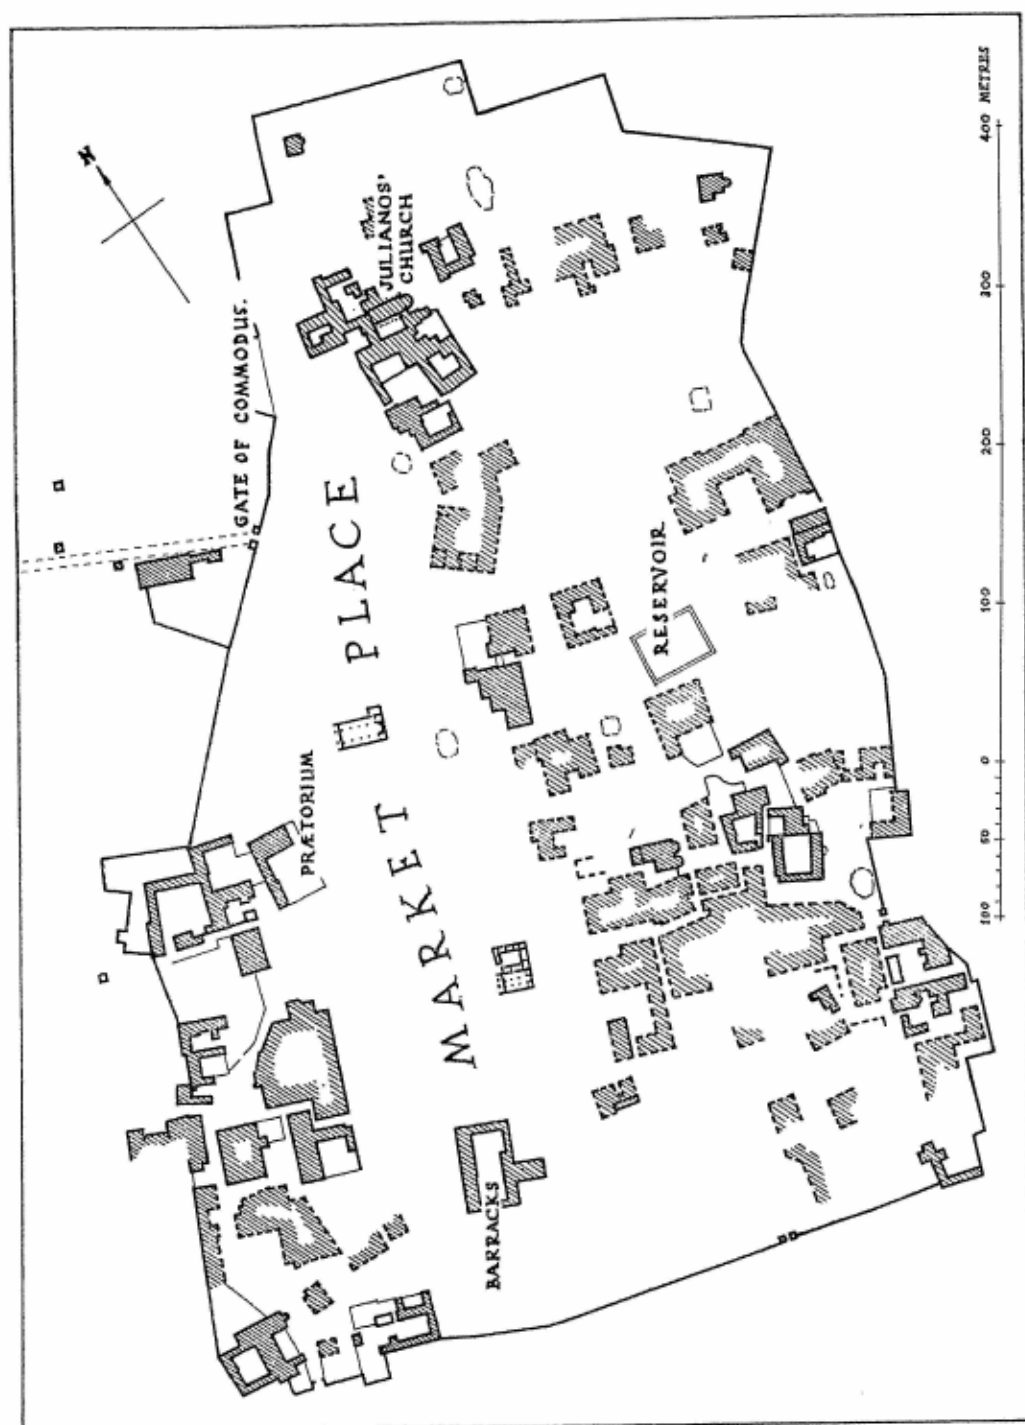 N
JULIANOS'
CHURCH
GATE OF COMMODUS.
MARKET PLACE
PRÆTORIUM
RESERVOIR
BARRACKS
100 50 0 100 200 300 400 METRES